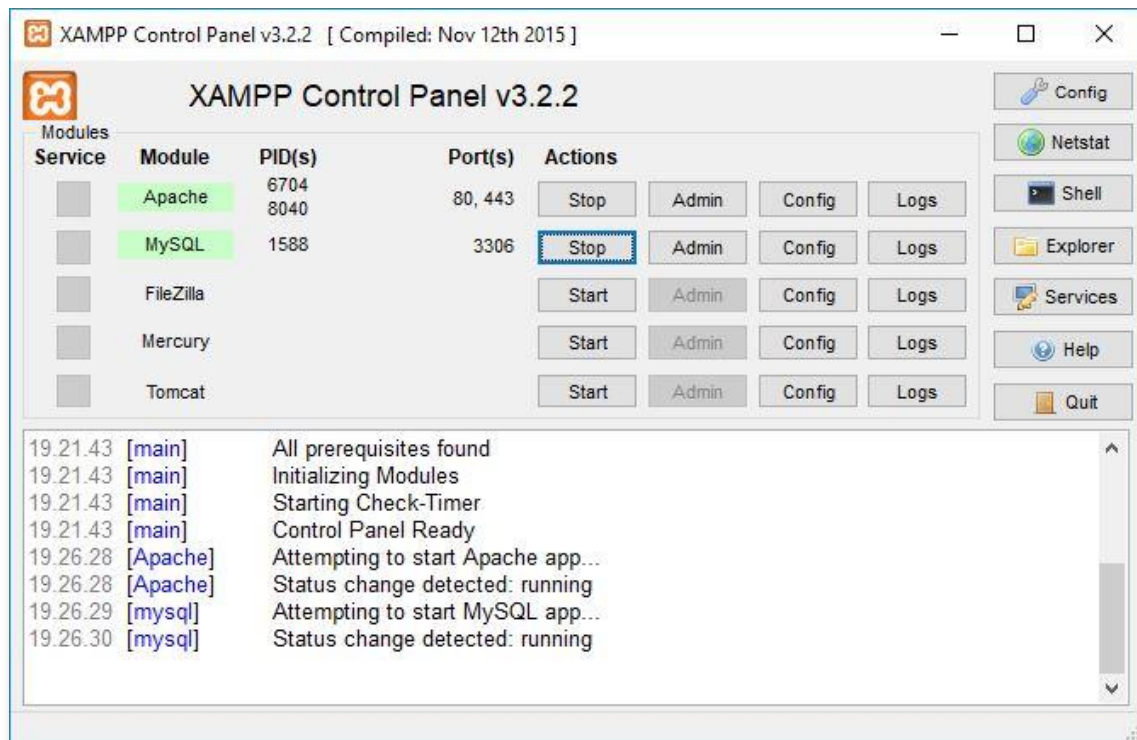 XAMPP Control Panel v3.2.2 [ Compiled: Nov 12th 2015 ]
XAMPP Control Panel v3.2.2
Config
Modules
Service Module PID(s) Port(s) Actions
Netstat
Apache 6704 8040 80, 443 Stop Admin Config Logs
Shell
MySQL 1588 3306 Stop Admin Config Logs
Explorer
FileZilla Start Admin Config Logs
Services
Mercury Start Admin Config Logs
Help
Tomcat Start Admin Config Logs
Quit
19.21.43 [main] All prerequisites found
19.21.43 [main] Initializing Modules
19.21.43 [main] Starting Check-Timer
19.21.43 [main] Control Panel Ready
19.26.28 [Apache] Attempting to start Apache app...
19.26.28 [Apache] Status change detected: running
19.26.29 [mysql] Attempting to start MySQL app...
19.26.30 [mysql] Status change detected: running